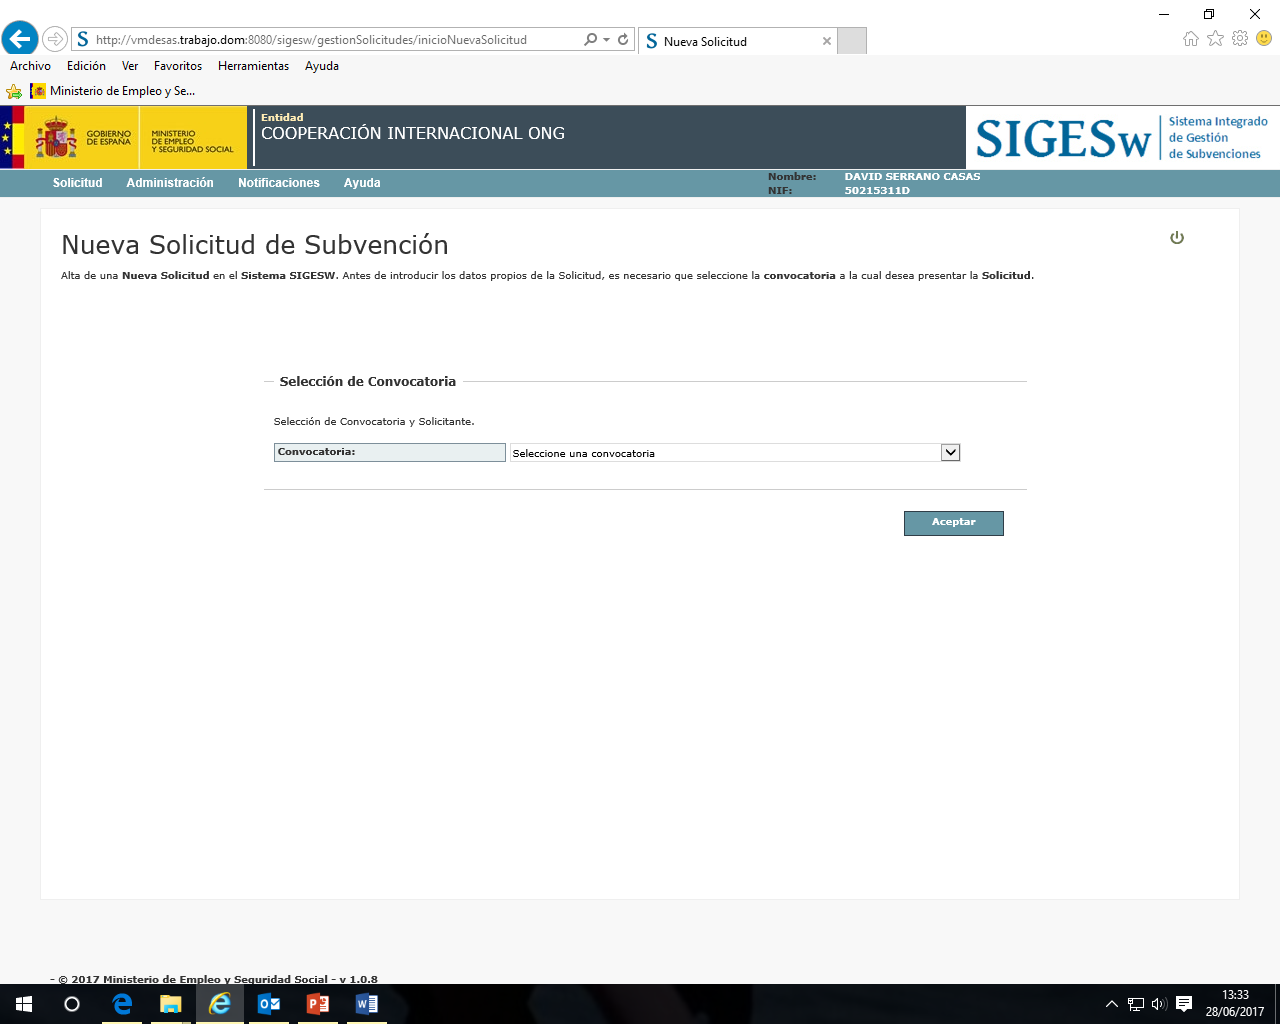 http://vmdesas.trabajo.dom:8080/sigesw/gestionSolicitudes/inicioNuevaSolicitud
S Nueva Solicitud
Archivo Edición Ver Favoritos Herramientas Ayuda
Ministerio de Empleo y Se...
GOBIERNO DE ESPAÑA
MINISTERIO DE EMPLEO Y SEGURIDAD SOCIAL
Entidad
COOPERACIÓN INTERNACIONAL ONG
SIGESW
Sistema Integrado
de Gestión
de Subvenciones
Solicitud Administración Notificaciones Ayuda
Nombre: DAVID SERRANO CASAS
NIF: 50215311D
Nueva Solicitud de Subvención
Alta de una Nueva Solicitud en el Sistema SIGESW. Antes de introducir los datos propios de la Solicitud, es necesario que seleccione la convocatoria a la cual desea presentar la Solicitud.
Selección de Convocatoria
Selección de Convocatoria y Solicitante.
Convocatoria: Seleccione una convocatoria
Aceptar
- © 2017 Ministerio de Empleo y Seguridad Social - v 1.0.8
13:33
28/06/2017